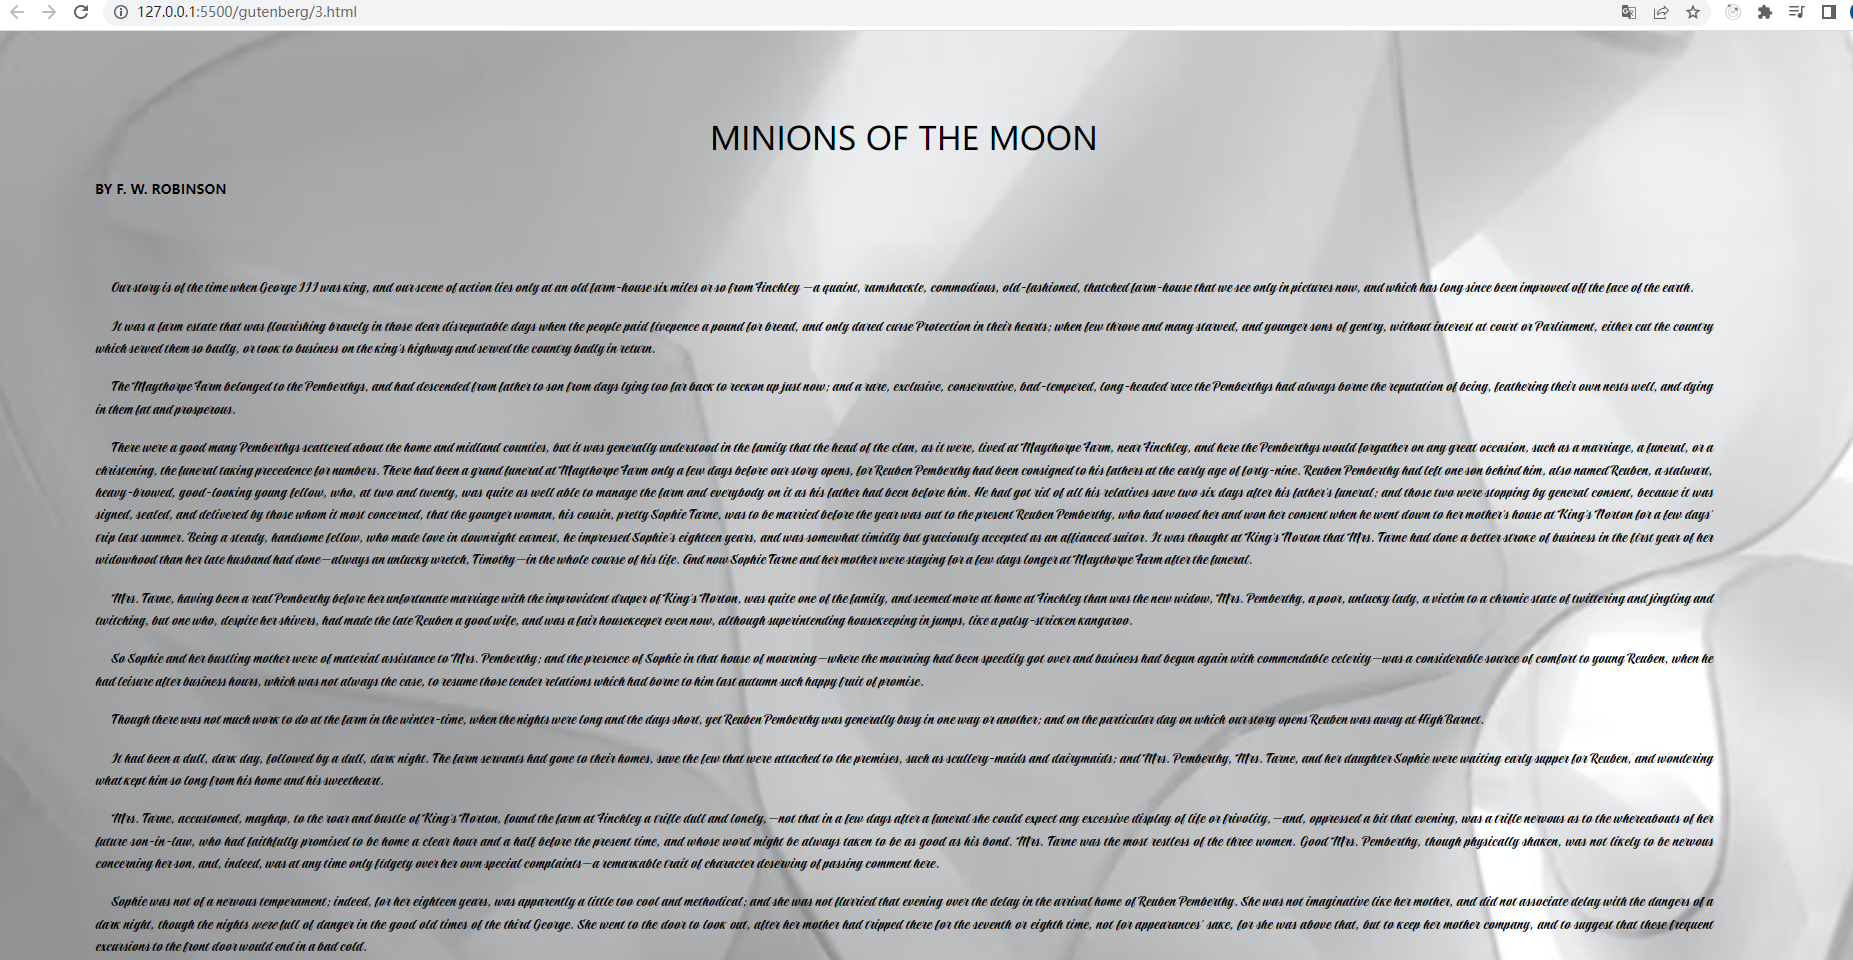 127.0.0.1:5500/gutenberg/3.html
MINIONS OF THE MOON
BY F. W. ROBINSON
Our story is of the time when George III was king, and our scene of action lies only at an old farm-house six miles or so from Finchley —a quaint, ramshackle, commodious, old-fashioned, thatched farm-house that we see only in pictures now, and which has long since been improved off the face of the earth.
It was a farm estate that was flourishing bravely in those dear disreputable days when the people paid fivepence a pound for bread, and only dared curse Protection in their hearts; when few throve and many starved, and younger sons of gentry, without interest at court or Parliament, either cut the country
which served them so badly, or took to business on the king's highway and served the country badly in return.
The Maythorpe Farm belonged to the Pemberthys, and had descended from father to son from days lying too far back to reckon up just now; and a rare, exclusive, conservative, bad-tempered, long-headed race the Pemberthys had always borne the reputation of being, feathering their own nests well, and dying
in them fat and prosperous.
There were a good many Pemberthys scattered about the home and midland counties, but it was generally understood in the family that the head of the clan, as it were, lived at Maythorpe Farm, near Finchley, and here the Pemberthys would forgather on any great occasion, such as a marriage, a funeral, or a
christening, the funeral taking precedence for numbers. There had been a grand funeral at Maythorpe Farm only a few days before our story opens, for Reuben Pemberthy had been consigned to his fathers at the early age of forty-nine. Reuben Pemberthy had left one son behind him, also named Reuben, a stalwart,
heavy-browed, good-looking young fellow, who, at two and twenty, was quite as well able to manage the farm and everybody on it as his father had been before him. He had got rid of all his relatives save two six days after his father's funeral; and those two were stopping by general consent, because it was
signed, sealed, and delivered by those whom it most concerned, that the younger woman, his cousin, pretty Sophie Tarne, was to be married before the year was out to the present Reuben Pemberthy, who had wooed her and won her consent when he went down to her mother's house at King's Norton for a few days'
trip last summer. Being a steady, handsome fellow, who made love in downright earnest, he impressed Sophie's eighteen years, and was somewhat timidly but graciously accepted as an affianced suitor. It was thought at King's Norton that Mrs. Tarne had done a better stroke of business in the first year of her
widowhood than her late husband had done—always an unlucky wretch, Timothy—in the whole course of his life. And now Sophie Tarne and her mother were staying for a few days longer at Maythorpe Farm after the funeral.
Mrs. Tarne, having been a real Pemberthy before her unfortunate marriage with the improvident draper of King's Norton, was quite one of the family, and seemed more at home at Finchley than was the new widow, Mrs. Pemberthy, a poor, unlucky lady, a victim to a chronic state of twittering and jingling and
twitching, but one who, despite her shivers, had made the late Reuben a good wife, and was a fair housekeeper even now, although superintending housekeeping in jumps, like a palsy-stricken kangaroo.
So Sophie and her bustling mother were of material assistance to Mrs. Pemberthy; and the presence of Sophie in that house of mourning—where the mourning had been speedily got over and business had begun again with commendable celerity—was a considerable source of comfort to young Reuben, when he
had leisure after business hours, which was not always the case, to resume those tender relations which had borne to him last autumn such happy fruit of promise.
Though there was not much work to do at the farm in the winter-time, when the nights were long and the days short, yet Reuben Pemberthy was generally busy in one way or another; and on the particular day on which our story opens Reuben was away at High Barnet.
It had been a dull, dark day, followed by a dull, dark night. The farm servants had gone to their homes, save the few that were attached to the premises, such as scullery-maids and dairymaids; and Mrs. Pemberthy, Mrs. Tarne, and her daughter Sophie were waiting early supper for Reuben, and wondering
what kept him so long from his home and his sweetheart.
Mrs. Tarne, accustomed, mayhap, to the roar and bustle of King's Norton, found the farm at Finchley a trifle dull and lonely,—not that in a few days after a funeral she could expect any excessive display of life or frivolity,—and, oppressed a bit that evening, was a trifle nervous as to the whereabouts of her
future son-in-law, who had faithfully promised to be home a clear hour and a half before the present time, and whose word might be always taken to be as good as his bond. Mrs. Tarne was the most restless of the three women. Good Mrs. Pemberthy, though physically shaken, was not likely to be nervous
concerning her son, and, indeed, was at any time only fidgety over her own special complaints—a remarkable trait of character deserving of passing comment here.
Sophie was not of a nervous temperament; indeed, for her eighteen years, was apparently a little too cool and methodical; and she was not flurried that evening over the delay in the arrival home of Reuben Pemberthy. She was not imaginative like her mother, and did not associate delay with the dangers of a
dark night, though the nights were full of danger in the good old times of the third George. She went to the door to look out, after her mother had tripped there for the seventh or eighth time, not for appearances' sake, for she was above that, but to keep her mother company, and to suggest that these frequent
excursions to the front door would end in a bad cold.